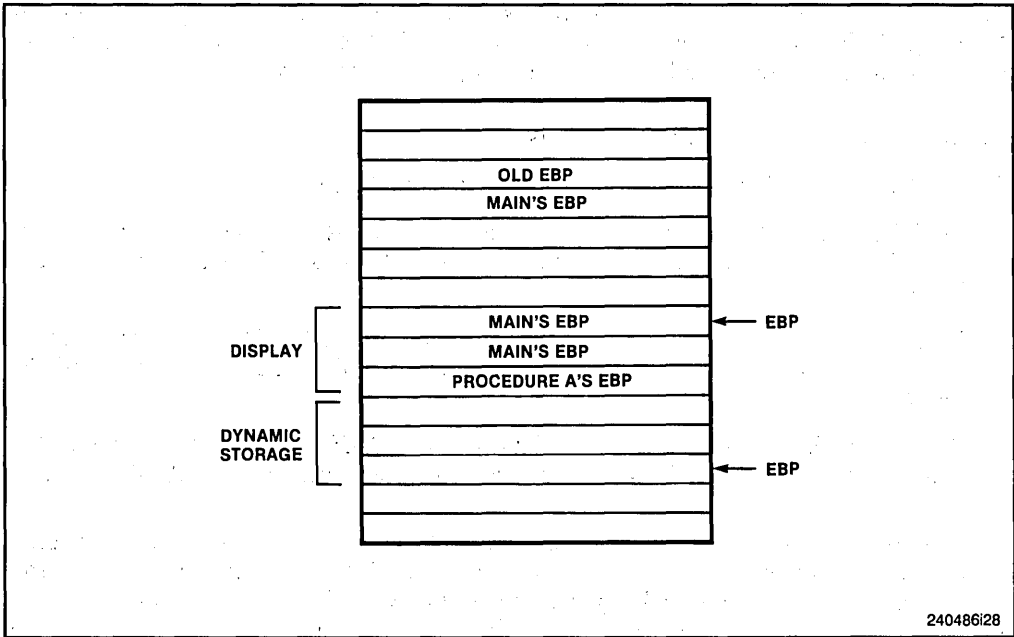 OLD EBP
MAIN'S EBP
MAIN'S EBP
EBP
DISPLAY
MAIN'S EBP
PROCEDURE A'S EBP
DYNAMIC
STORAGE
EBP
240486i28